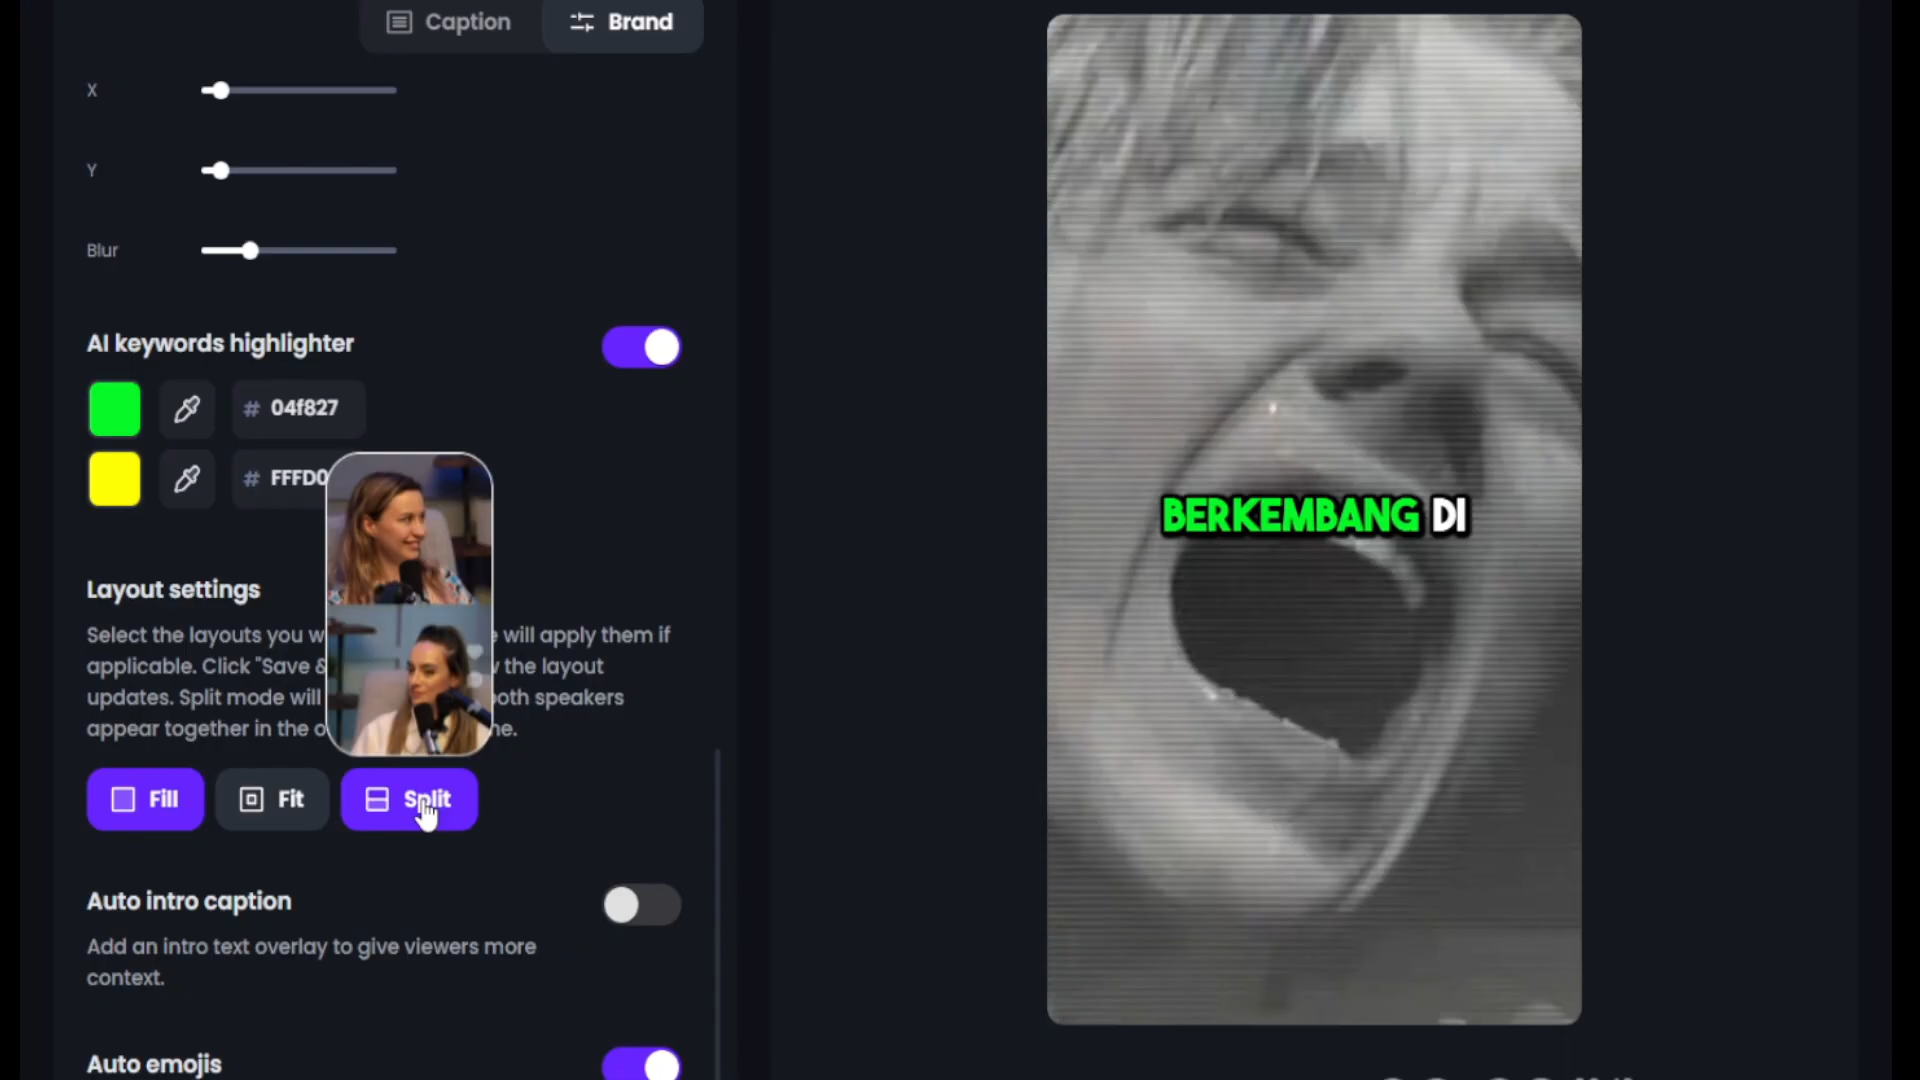 Caption
Brand
X
Y
Blur
AI keywords highlighter
# 04f827
# FFFD0
Layout settings
Select the layouts you w will apply them if
applicable. Click "Save & the layout
updates. Split mode will both speakers
appear together in the o
Fill
Fit
Split
Auto intro caption
Add an intro text overlay to give viewers more
context.
Auto emojis
BERKEMBANG DI